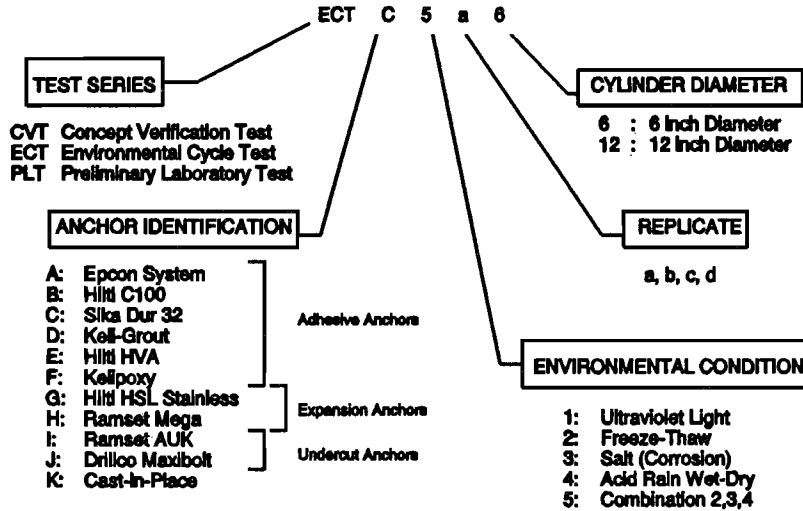 ECT C 5 a 6
TEST SERIES
CVT Concept Verification Test
ECT Environmental Cycle Test
PLT Preliminary Laboratory Test
CYLINDER DIAMETER
6 : 6 Inch Diameter
12 : 12 Inch Diameter
ANCHOR IDENTIFICATION
A: Epcon System
B: Hilti C100
C: Sika Dur 32
D: Keli-Grout
E: Hilti HVA
F: Kelipoxy
G: Hilti HSL Stainless
H: Ramset Mega
I: Ramset AUK
J: Drillco Maxibolt
K: Cast-In-Place
Adhesive Anchors
Expansion Anchors
Undercut Anchors
REPLICATE
a, b, c, d
ENVIRONMENTAL CONDITION
1: Ultraviolet Light
2: Freeze-Thaw
3: Salt (Corrosion)
4: Acid Rain Wet-Dry
5: Combination 2,3,4